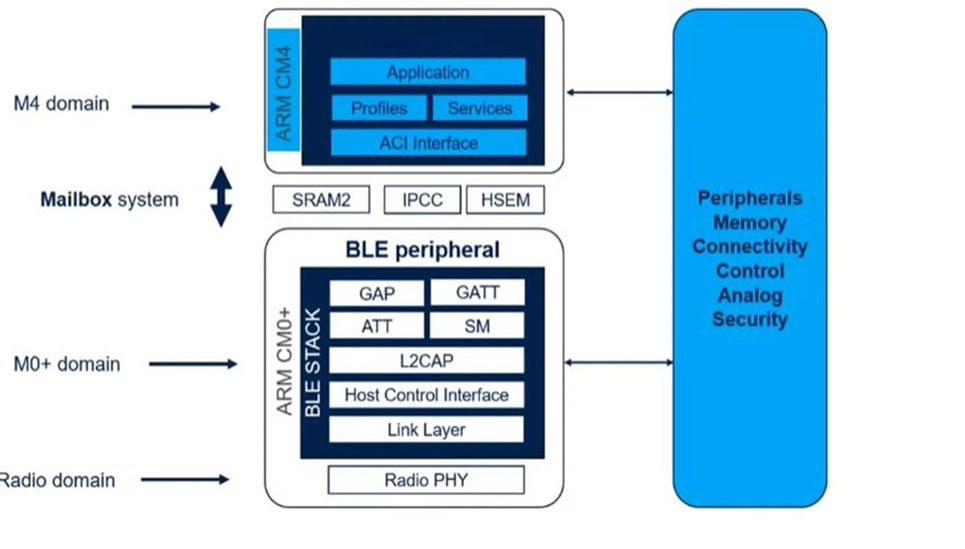 M4 domain
ARM CM4
Application
Profiles
Services
ACI Interface
Mailbox system
SRAM2
IPCC
HSEM
M0+ domain
Radio domain
ARM CM0+
BLE peripheral
BLE STACK
GAP
GATT
ATT
SM
L2CAP
Host Control Interface
Link Layer
Radio PHY
Peripherals
Memory
Connectivity
Control
Analog
Security